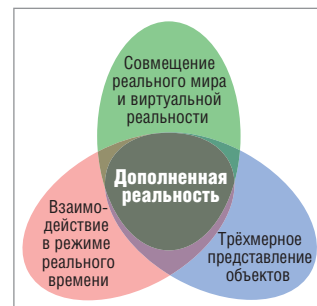 Совмещение
реального мира
и виртуальной
реальности
Дополненная
реальность
Взаимо-
действие
в режиме
реального
времени
Трёхмерное
представление
объектов